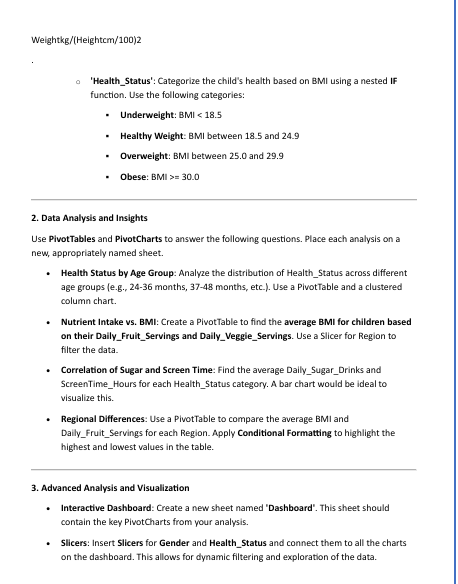 Weightkg/(Heightcm/100)2
.
○ 'Health_Status': Categorize the child's health based on BMI using a nested IF
function. Use the following categories:
▪ Underweight: BMI < 18.5
▪ Healthy Weight: BMI between 18.5 and 24.9
▪ Overweight: BMI between 25.0 and 29.9
▪ Obese: BMI >= 30.0
2. Data Analysis and Insights
Use PivotTables and PivotCharts to answer the following questions. Place each analysis on a
new, appropriately named sheet.
• Health Status by Age Group: Analyze the distribution of Health_Status across different
age groups (e.g., 24-36 months, 37-48 months, etc.). Use a PivotTable and a clustered
column chart.
• Nutrient Intake vs. BMI: Create a PivotTable to find the average BMI for children based
on their Daily_Fruit_Servings and Daily_Veggie_Servings. Use a Slicer for Region to
filter the data.
• Correlation of Sugar and Screen Time: Find the average Daily_Sugar_Drinks and
ScreenTime_Hours for each Health_Status category. A bar chart would be ideal to
visualize this.
• Regional Differences: Use a PivotTable to compare the average BMI and
Daily_Fruit_Servings for each Region. Apply Conditional Formatting to highlight the
highest and lowest values in the table.
3. Advanced Analysis and Visualization
• Interactive Dashboard: Create a new sheet named 'Dashboard'. This sheet should
contain the key PivotCharts from your analysis.
• Slicers: Insert Slicers for Gender and Health_Status and connect them to all the charts
on the dashboard. This allows for dynamic filtering and exploration of the data.